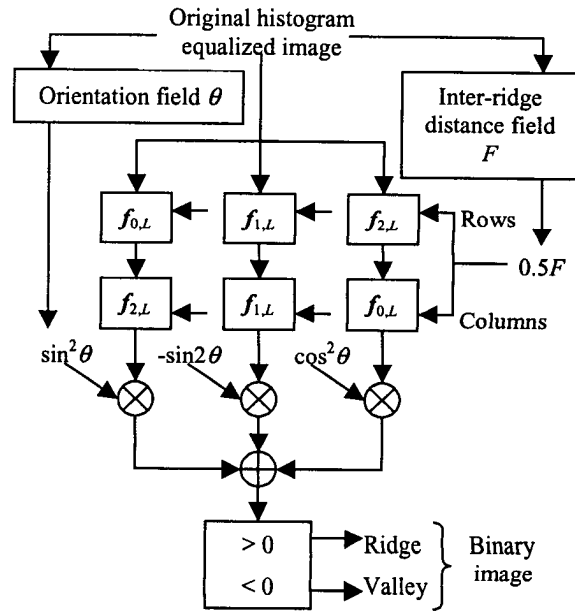 Original histogram
equalized image
Orientation field θ
Inter-ridge
distance field
F
f₀,L
f₁,L
f₂,L
Rows
0.5F
f₂,L
f₁,L
f₀,L
Columns
sin²θ
-sin2θ
cos²θ
> 0
Ridge
< 0
Valley
Binary
image